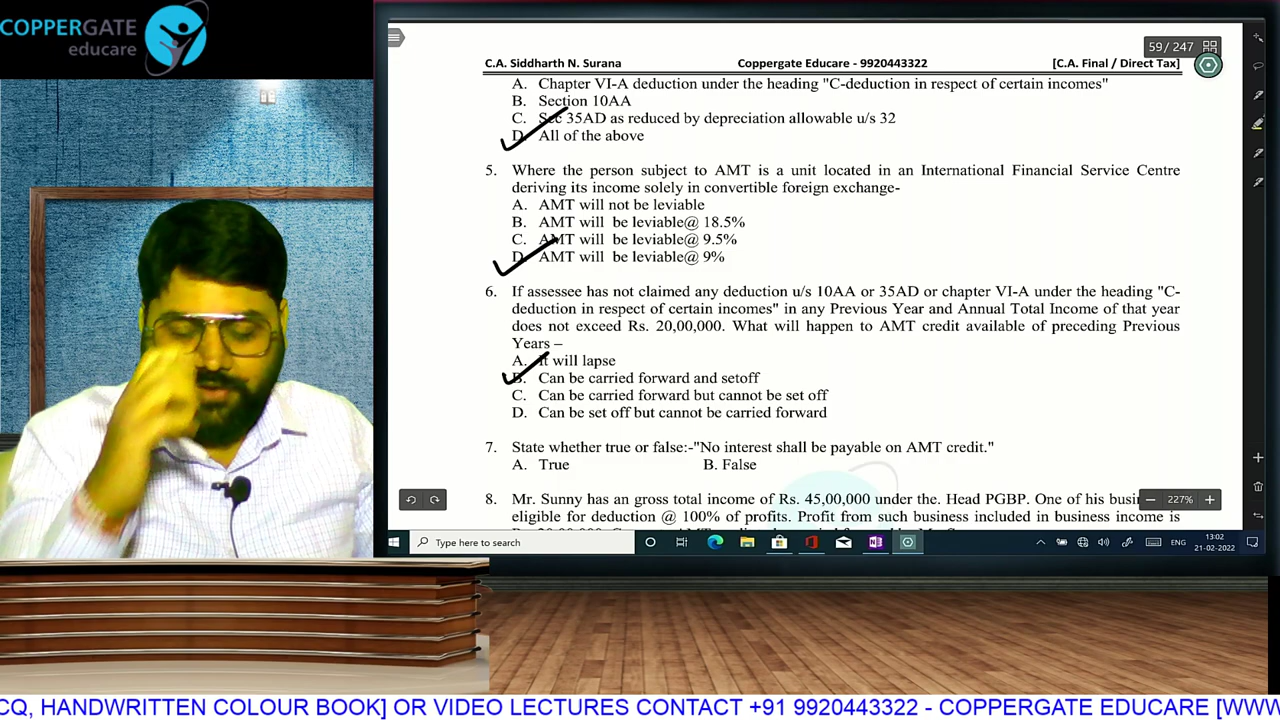 COPPERGATE
educare
59 / 247
C.A. Siddharth N. Surana Coppergate Educare - 9920443322 [C.A. Final / Direct Tax]
A. Chapter VI-A deduction under the heading "C-deduction in respect of certain incomes"
B. Section 10AA
C. Sec 35AD as reduced by depreciation allowable u/s 32
D. All of the above
5. Where the person subject to AMT is a unit located in an International Financial Service Centre
deriving its income solely in convertible foreign exchange-
A. AMT will not be leviable
B. AMT will be leviable@ 18.5%
C. AMT will be leviable@ 9.5%
D. AMT will be leviable@ 9%
6. If assessee has not claimed any deduction u/s 10AA or 35AD or chapter VI-A under the heading "C-
deduction in respect of certain incomes" in any Previous Year and Annual Total Income of that year
does not exceed Rs. 20,00,000. What will happen to AMT credit available of preceding Previous
Years –
A. It will lapse
B. Can be carried forward and setoff
C. Can be carried forward but cannot be set off
D. Can be set off but cannot be carried forward
7. State whether true or false:-"No interest shall be payable on AMT credit."
A. True B. False
8. Mr. Sunny has an gross total income of Rs. 45,00,000 under the. Head PGBP. One of his busin
eligible for deduction @ 100% of profits. Profit from such business included in business income is
227%
Type here to search
ENG
13:02
21-02-2022
CQ, HANDWRITTEN COLOUR BOOK] OR VIDEO LECTURES CONTACT +91 9920443322 - COPPERGATE EDUCARE [WWW